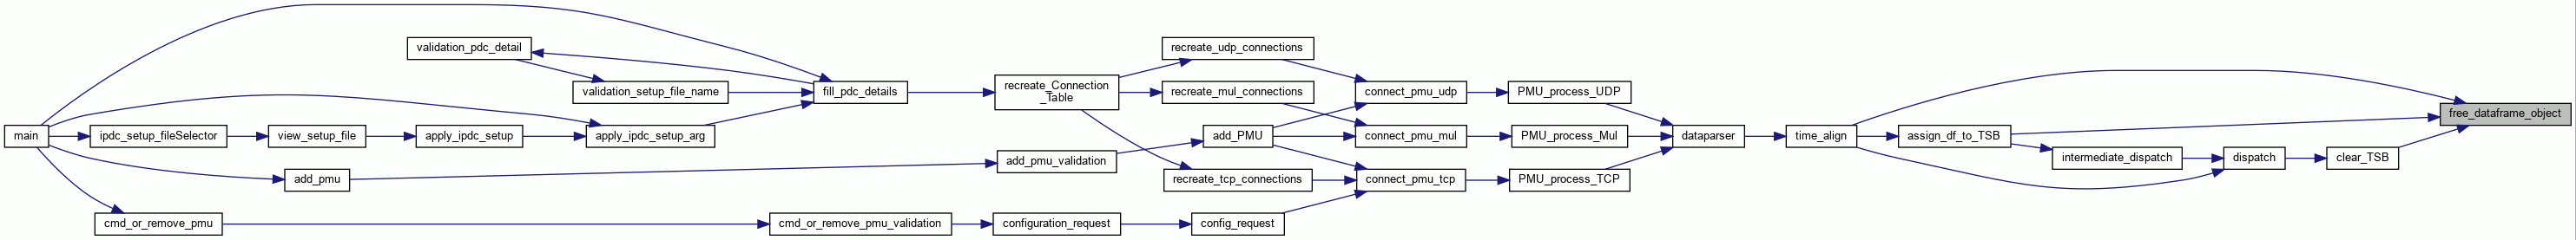 main
validation_pdc_detail
ipdc_setup_fileSelector
view_setup_file
add_pmu
cmd_or_remove_pmu
apply_ipdc_setup
validation_setup_file_name
apply_ipdc_setup_arg
fill_pdc_details
cmd_or_remove_pmu_validation
recreate_Connection
_Table
add_pmu_validation
configuration_request
recreate_udp_connections
recreate_mul_connections
add_PMU
recreate_tcp_connections
config_request
connect_pmu_udp
connect_pmu_mul
connect_pmu_tcp
PMU_process_UDP
PMU_process_Mul
PMU_process_TCP
dataparser
time_align
assign_df_to_TSB
intermediate_dispatch
dispatch
clear_TSB
free_dataframe_object